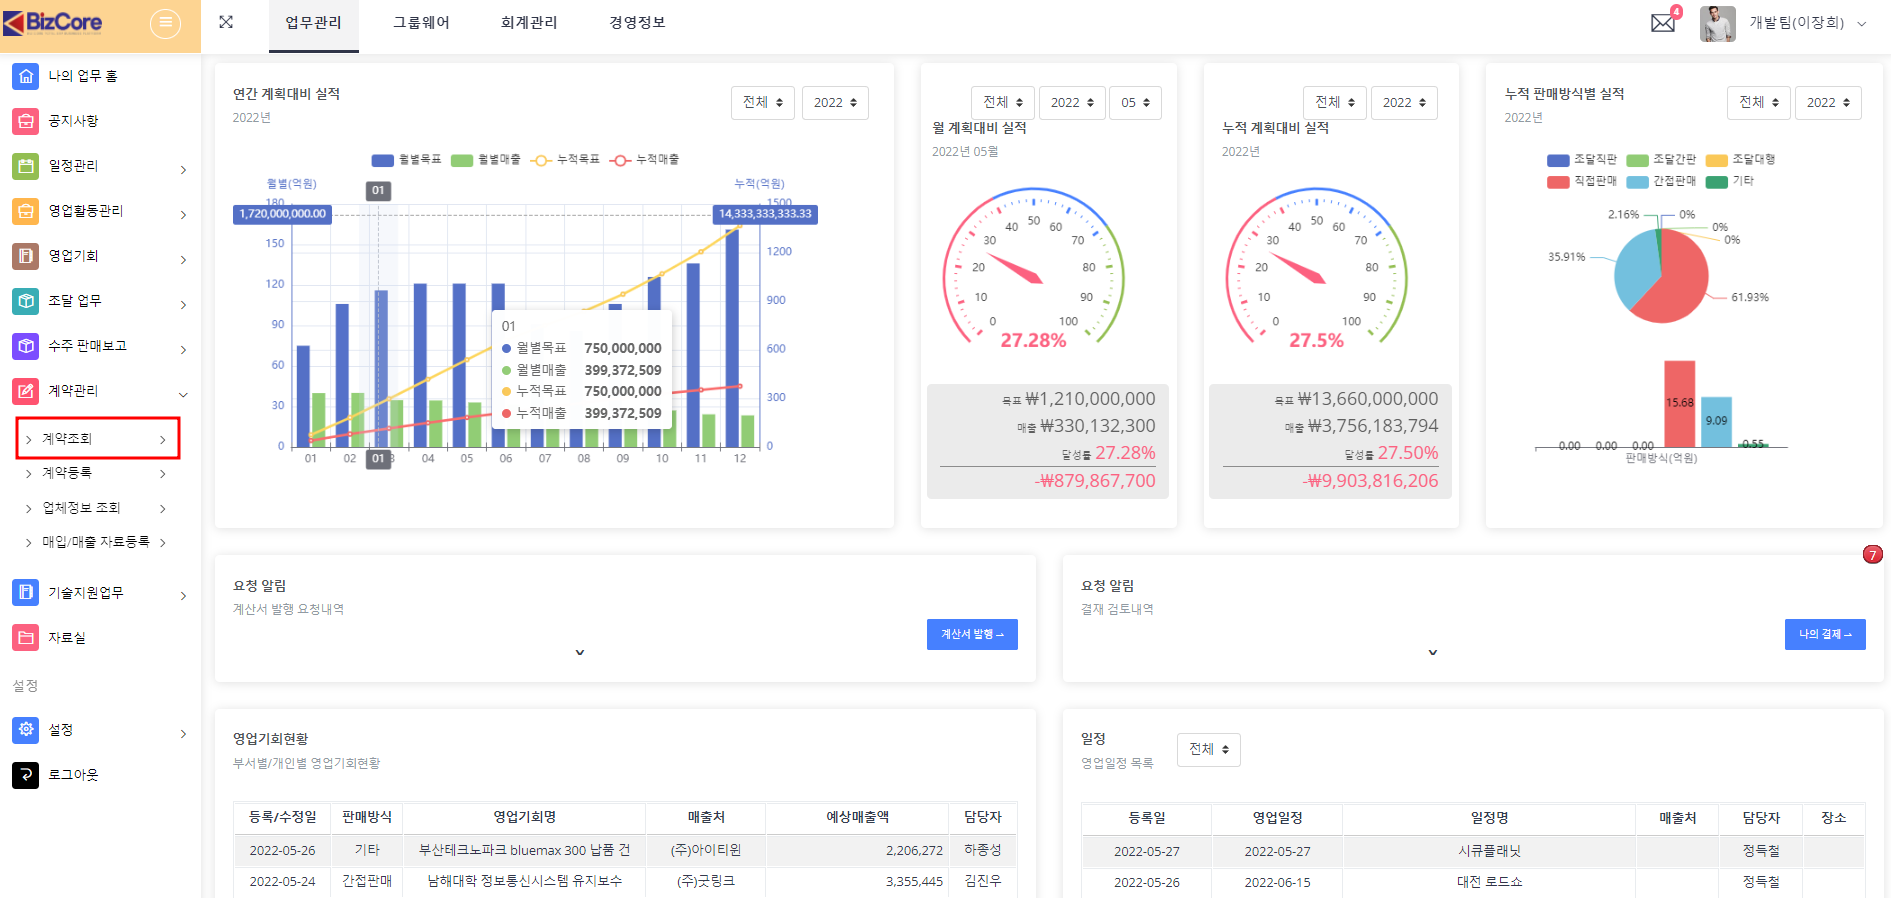 BizCore
업무관리
그룹웨어
회계관리
경영정보
4
개발팀(이장희)
나의 업무 홈
공지사항
일정관리
영업활동관리
영업기회
조달 업무
수주 판매보고
계약관리
계약조회
계약등록
업체정보 조회
매입/매출 자료등록
기술지원업무
자료실
설정
설정
로그아웃
연간 계획대비 실적
2022년
전체
2022
월별목표 월별매출 누적목표 누적매출
월별(억원)
누적(억원)
01
180
1500
1,720,000,000.00
14,333,333,333.33
150
120
90
60
30
0
1200
900
600
300
0
01
월별목표 750,000,000
월별매출 399,372,509
누적목표 750,000,000
누적매출 399,372,509
01 02 01 04 05 06 07 08 09 10 11 12
전체
2022
05
월 계획대비 실적
2022년 05월
0 10 20 30 40 50 60 70 80 90 100
27.28%
목표 ₩1,210,000,000
매출 ₩330,132,300
달성률 27.28%
-₩879,867,700
전체
2022
누적 계획대비 실적
2022년
0 10 20 30 40 50 60 70 80 90 100
27.5%
목표 ₩13,660,000,000
매출 ₩3,756,183,794
달성률 27.50%
-₩9,903,816,206
누적 판매방식별 실적
2022년
전체
2022
조달직판 조달간판 조달대행
직접판매 간접판매 기타
2.16%
0%
0%
0%
35.91%
61.93%
15.68
9.09
0.00 0.00 0.00 0.55
판매방식(억원)
요청 알림
계산서 발행 요청내역
계산서 발행→
7
요청 알림
결재 검토내역
나의 결제→
영업기회현황
부서별/개인별 영업기회현황
등록/수정일 판매방식 영업기회명 매출처 예상매출액 담당자
2022-05-26 기타 부산테크노파크 bluemax 300 납품 건 (주)아이티윈 2,206,272 하종성
2022-05-24 간접판매 남해대학 정보통신시스템 유지보수 (주)굿링크 3,355,445 김진우
일정
영업일정 목록
전체
등록일 영업일정 일정명 매출처 담당자 장소
2022-05-27 2022-05-27 시큐플래닛 정득철
2022-05-26 2022-06-15 대전 로드쇼 정득철